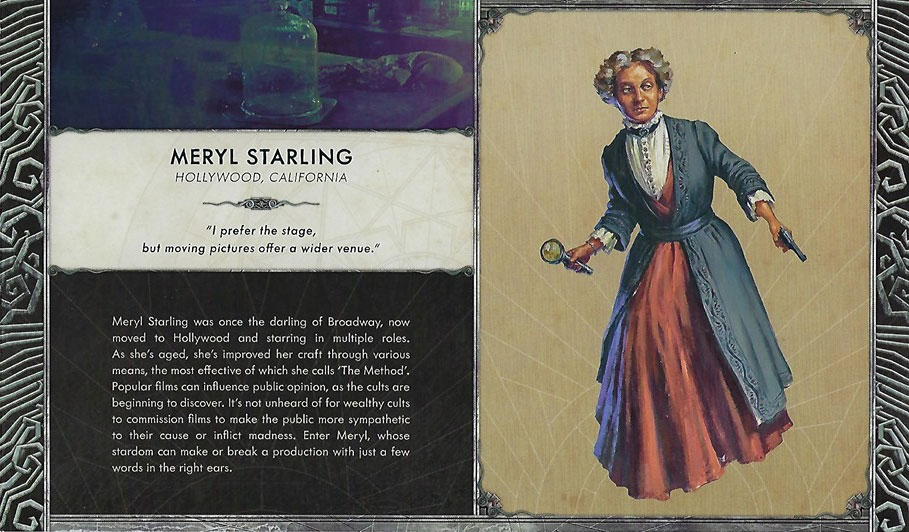 MERYL STARLING
HOLLYWOOD, CALIFORNIA
"I prefer the stage,
but moving pictures offer a wider venue."
Meryl Starling was once the darling of Broadway, now
moved to Hollywood and starring in multiple roles.
As she's aged, she's improved her craft through various
means, the most effective of which she calls 'The Method'.
Popular films can influence public opinion, as the cults are
beginning to discover. It's not unheard of for wealthy cults
to commission films to make the public more sympathetic
to their cause or inflict madness. Enter Meryl, whose
stardom can make or break a production with just a few
words in the right ears.